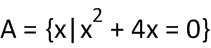 A = {x|x² + 4x = 0}